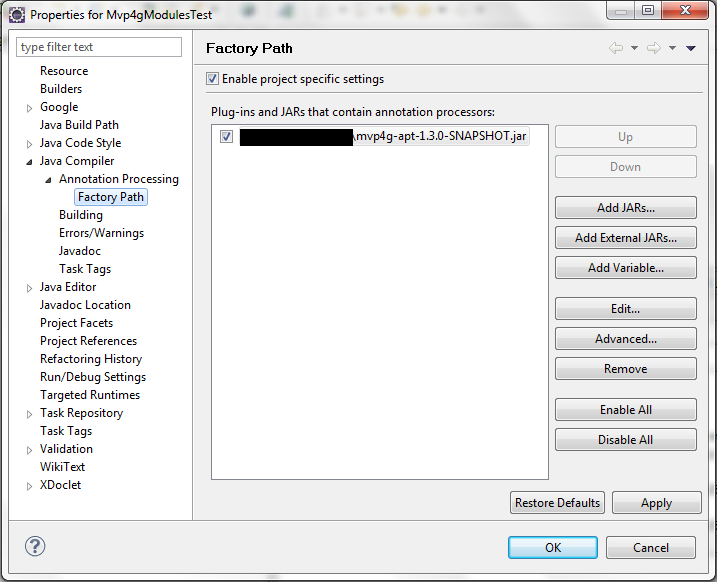 Properties for Mvp4gModulesTest
type filter text
Resource
Builders
Google
Java Build Path
Java Code Style
Java Compiler
Annotation Processing
Factory Path
Building
Errors/Warnings
Javadoc
Task Tags
Java Editor
Javadoc Location
Project Facets
Project References
Refactoring History
Run/Debug Settings
Targeted Runtimes
Task Repository
Task Tags
Validation
WikiText
XDoclet
Factory Path
Enable project specific settings
Plug-ins and JARs that contain annotation processors:
\mvp4g-apt-1.3.0-SNAPSHOT.jar
Up
Down
Add JARs...
Add External JARs...
Add Variable...
Edit...
Advanced...
Remove
Enable All
Disable All
Restore Defaults
Apply
?
OK
Cancel